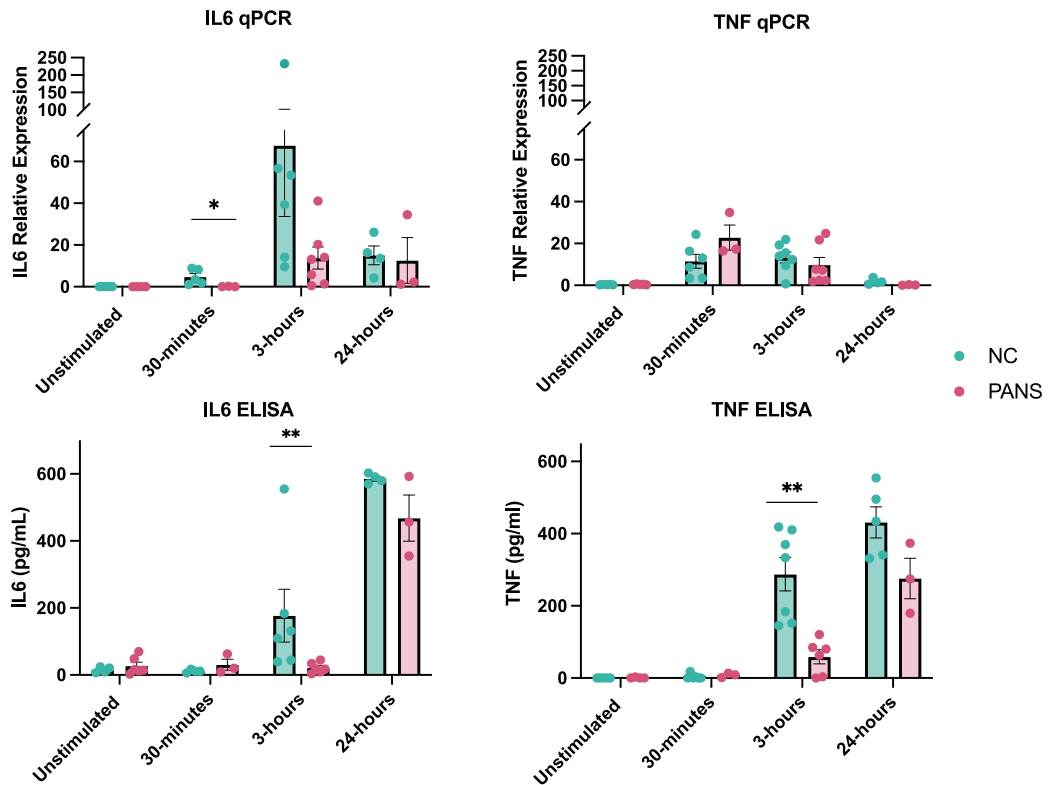 IL6 qPCR
IL6 Relative Expression
250
200
150
100
60
40
20
0
*
Unstimulated
30-minutes
3-hours
24-hours
TNF qPCR
TNF Relative Expression
250
200
150
100
60
40
20
0
Unstimulated
30-minutes
3-hours
24-hours
NC
PANS
IL6 ELISA
IL6 (pg/mL)
600
400
200
0
**
Unstimulated
30-minutes
3-hours
24-hours
TNF ELISA
TNF (pg/ml)
600
400
200
0
**
Unstimulated
30-minutes
3-hours
24-hours